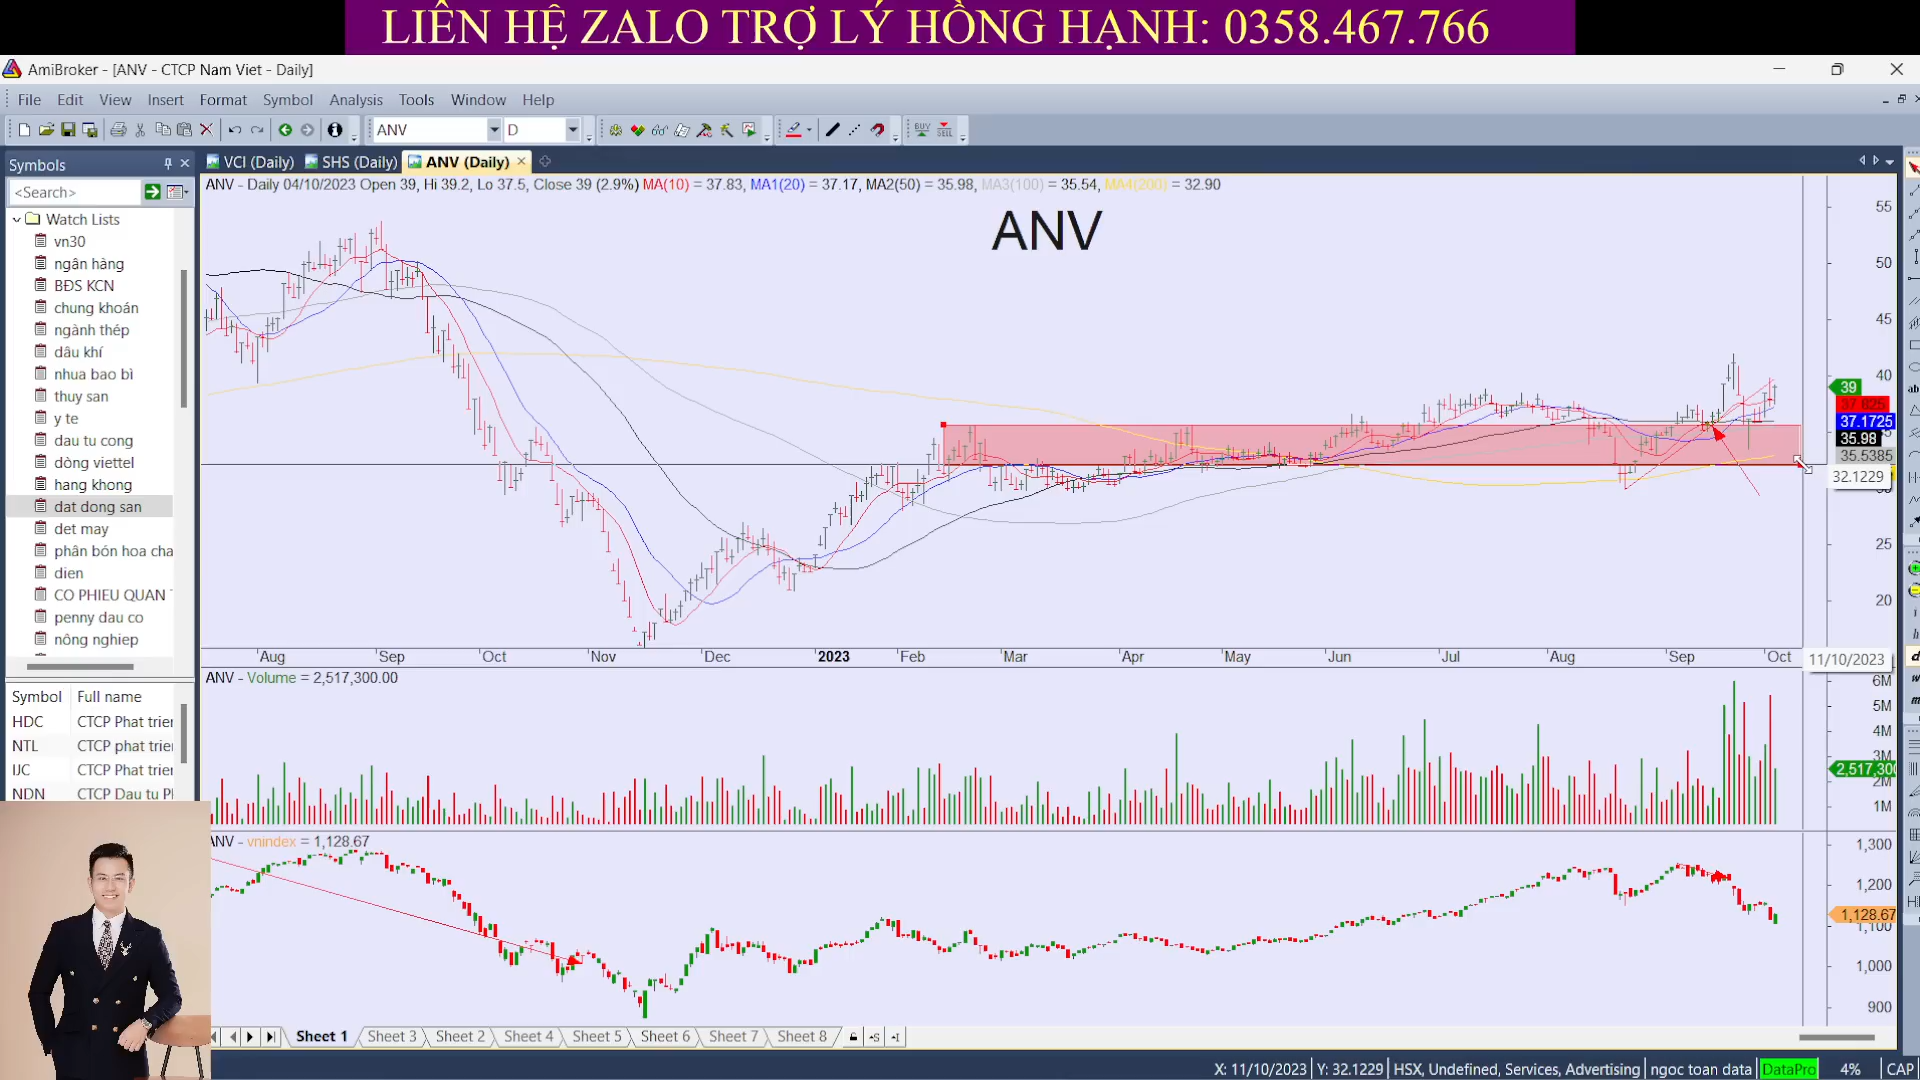 LIÊN HỆ ZALO TRỢ LÝ HỒNG HẠNH: 0358.467.766
AmiBroker - [ANV - CTCP Nam Viet - Daily]
File Edit View Insert Format Symbol Analysis Tools Window Help
ANV D BUY SELL
Symbols
VCI (Daily) SHS (Daily) ANV (Daily)
ANV - Daily 04/10/2023 Open 39, Hi 39.2, Lo 37.5, Close 39 (2.9%) MA(10) = 37.83, MA1(20) = 37.17, MA2(50) = 35.98, MA3(100) = 35.54, MA4(200) = 32.90
<Search>
Watch Lists
vn30
ngân hàng
BĐS KCN
chung khoán
ngành thép
dâu khí
nhua bao bì
thuy san
y te
dau tu cong
dòng viettel
hang khong
dat dong san
det may
phân bón hoa cha
dien
CO PHIEU QUAN
penny dau co
nông nghiep
ANV
55
50
45
40
39
37.825
37.1725
35.98
35.5385
32.1229
25
20
Aug Sep Oct Nov Dec 2023 Feb Mar Apr May Jun Jul Aug Sep Oct 11/10/2023
Symbol Full name
HDC CTCP Phat trier
NTL CTCP phat trier
IJC CTCP Phat trier
NDN CTCP Dau tu P
ANV - Volume = 2,517,300.00
6M
5M
4M
3M
2,517,300
2M
1M
ANV - vnindex = 1,128.67
1,300
1,200
1,128.67
1,100
1,000
900
Sheet 1 Sheet 3 Sheet 2 Sheet 4 Sheet 5 Sheet 6 Sheet 7 Sheet 8
X: 11/10/2023 Y: 32.1229 HSX, Undefined, Services, Advertising ngoc toan data DataPro 4% CAP